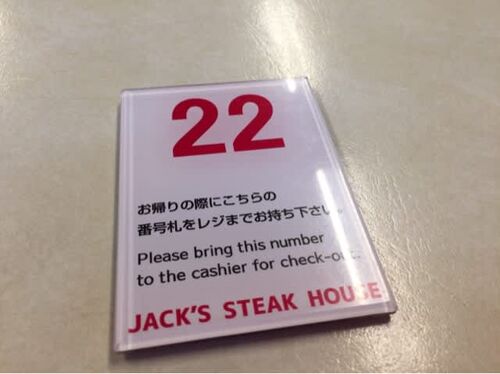 22
お帰りの際にこちらの
番号札をレジまでお持ち下さい。
Please bring this number
to the cashier for check-out.
JACK'S STEAK HOUSE